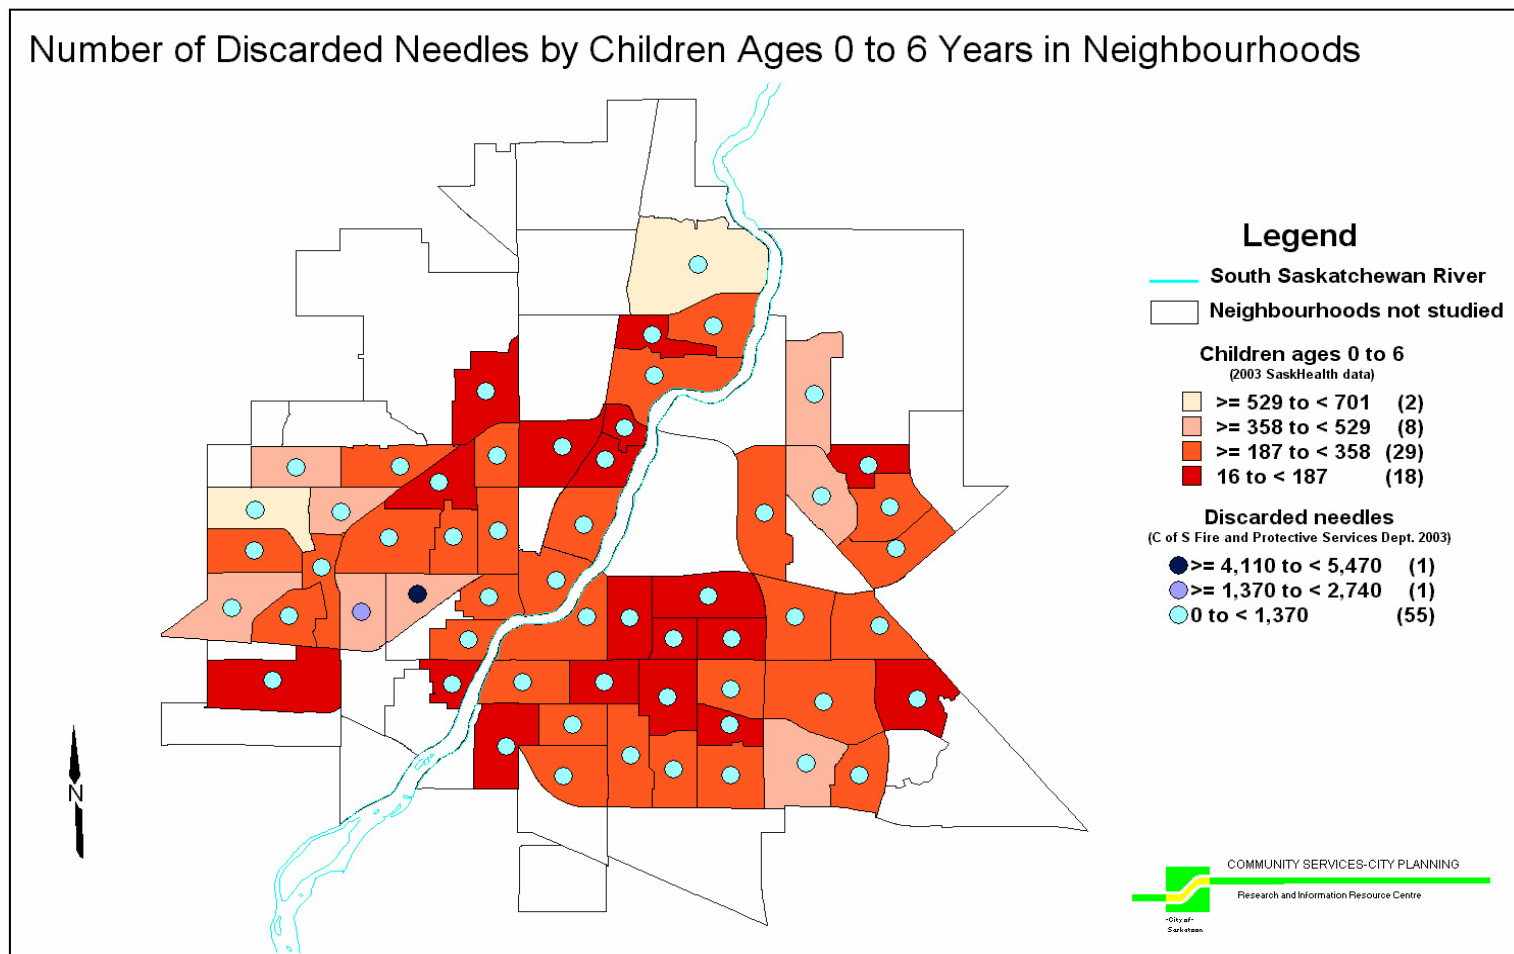 Number of Discarded Needles by Children Ages 0 to 6 Years in Neighbourhoods
Legend
South Saskatchewan River
Neighbourhoods not studied
Children ages 0 to 6
(2003 SaskHealth data)
>= 529 to < 701 (2)
>= 358 to < 529 (8)
>= 187 to < 358 (29)
16 to < 187 (18)
Discarded needles
(C of S Fire and Protective Services Dept. 2003)
>= 4,110 to < 5,470 (1)
>= 1,370 to < 2,740 (1)
0 to < 1,370 (55)
N
COMMUNITY SERVICES-CITY PLANNING
Research and Information Resource Centre
-City of-
Saskatoon